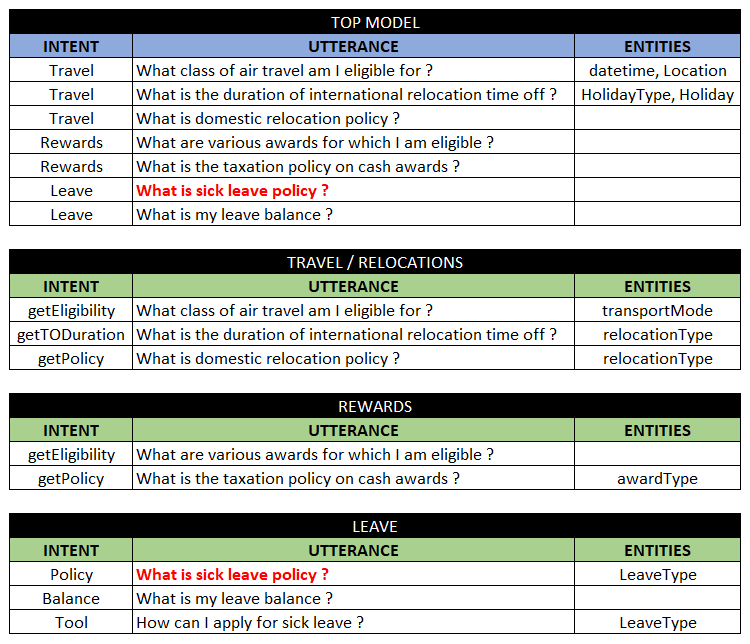 TOP MODEL
INTENT UTTERANCE ENTITIES
Travel What class of air travel am I eligible for ? datetime, Location
Travel What is the duration of international relocation time off ? HolidayType, Holiday
Travel What is domestic relocation policy ?
Rewards What are various awards for which I am eligible ?
Rewards What is the taxation policy on cash awards ?
Leave What is sick leave policy ?
Leave What is my leave balance ?
TRAVEL / RELOCATIONS
INTENT UTTERANCE ENTITIES
getEligibility What class of air travel am I eligible for ? transportMode
getTODuration What is the duration of international relocation time off ? relocationType
getPolicy What is domestic relocation policy ? relocationType
REWARDS
INTENT UTTERANCE ENTITIES
getEligibility What are various awards for which I am eligible ?
getPolicy What is the taxation policy on cash awards ? awardType
LEAVE
INTENT UTTERANCE ENTITIES
Policy What is sick leave policy ? LeaveType
Balance What is my leave balance ?
Tool How can I apply for sick leave ? LeaveType